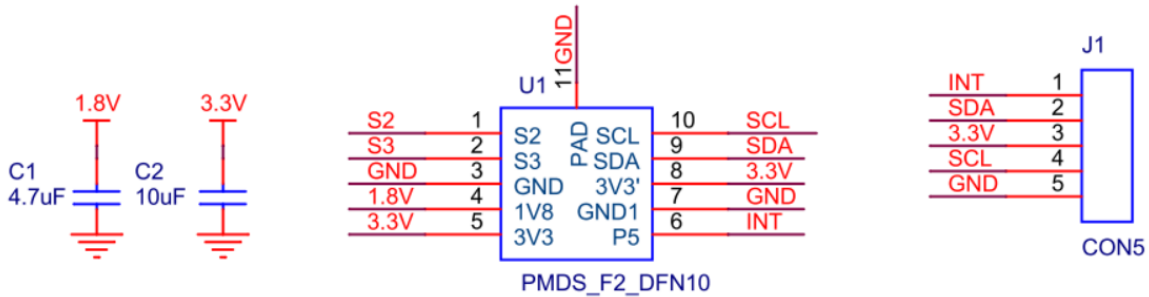 1.8V
C1
4.7uF
3.3V
C2
10uF
U1
11
GND
S2 1 S2
S3 2 S3
GND 3 GND
1.8V 4 1V8
3.3V 5 3V3
PAD
SCL 10 SCL
SDA 9 SDA
3V3' 8 3.3V
GND1 7 GND
P5 6 INT
PMDS_F2_DFN10
J1
INT 1
SDA 2
3.3V 3
SCL 4
GND 5
CON5